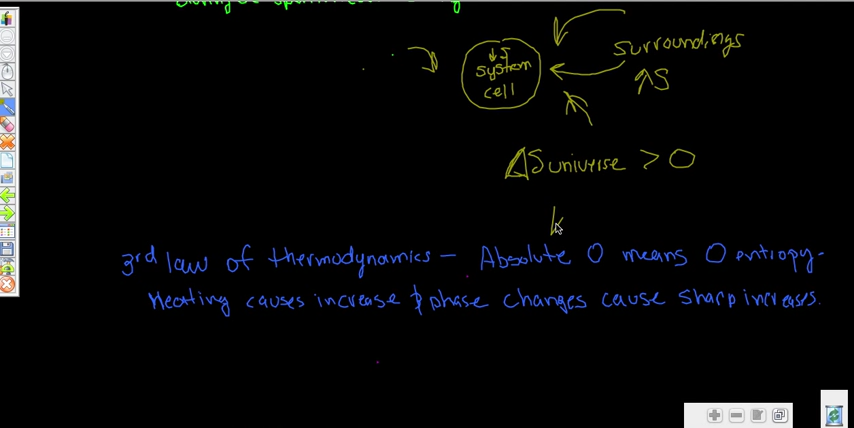 surroundings
↓S
system
cell
↑S
ΔSuniverse > 0
3rd law of thermodynamics – Absolute 0 means 0 entropy.
Heating causes increase & phase changes cause sharp increases.